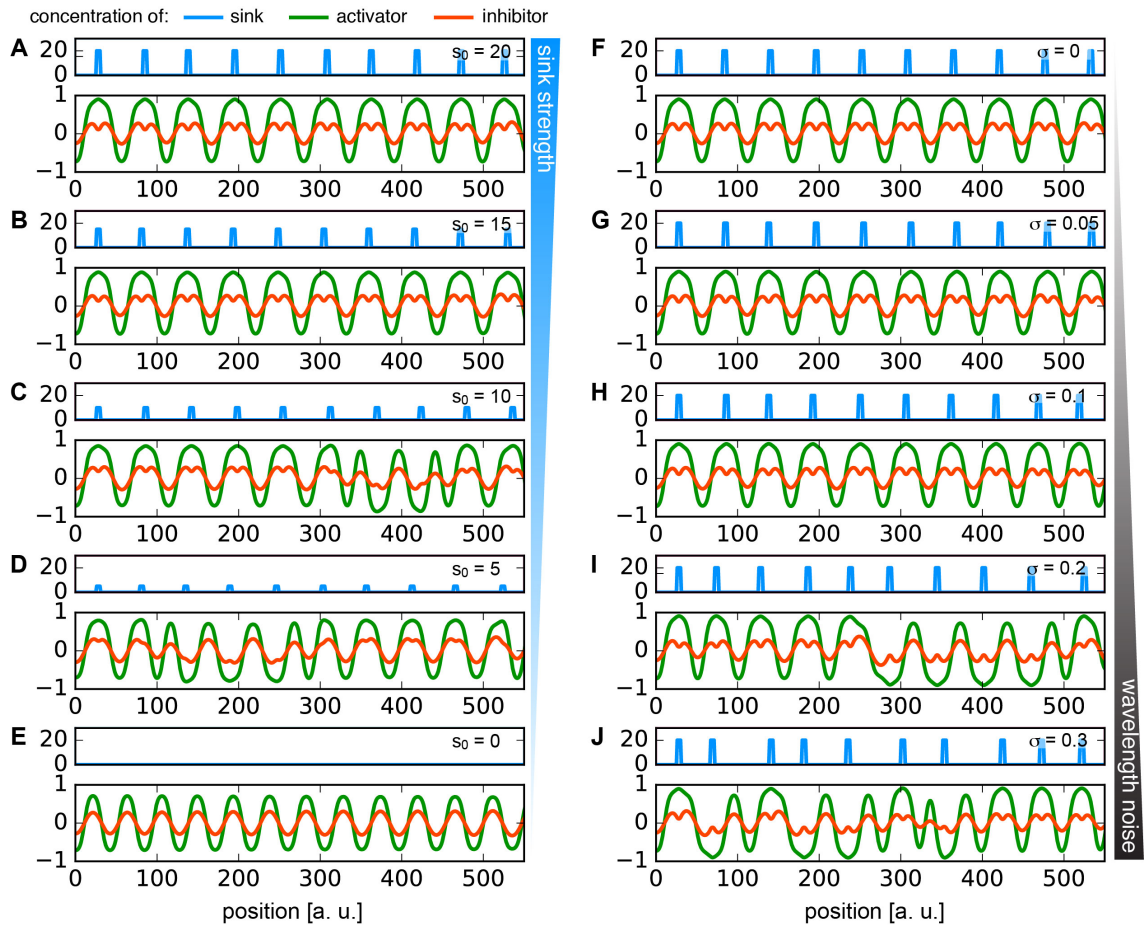 concentration of: sink activator inhibitor
A
20
0
s0 = 20
1
0
−1
0 100 200 300 400 500
B
20
0
s0 = 15
1
0
−1
0 100 200 300 400 500
C
20
0
s0 = 10
1
0
−1
0 100 200 300 400 500
D
20
0
s0 = 5
1
0
−1
0 100 200 300 400 500
E
20
0
s0 = 0
1
0
−1
0 100 200 300 400 500
position [a. u.]
sink strength
F
20
0
σ = 0
1
0
−1
0 100 200 300 400 500
G
20
0
σ = 0.05
1
0
−1
0 100 200 300 400 500
H
20
0
σ = 0.1
1
0
−1
0 100 200 300 400 500
I
20
0
σ = 0.2
1
0
−1
0 100 200 300 400 500
J
20
0
σ = 0.3
1
0
−1
0 100 200 300 400 500
position [a. u.]
wavelength noise